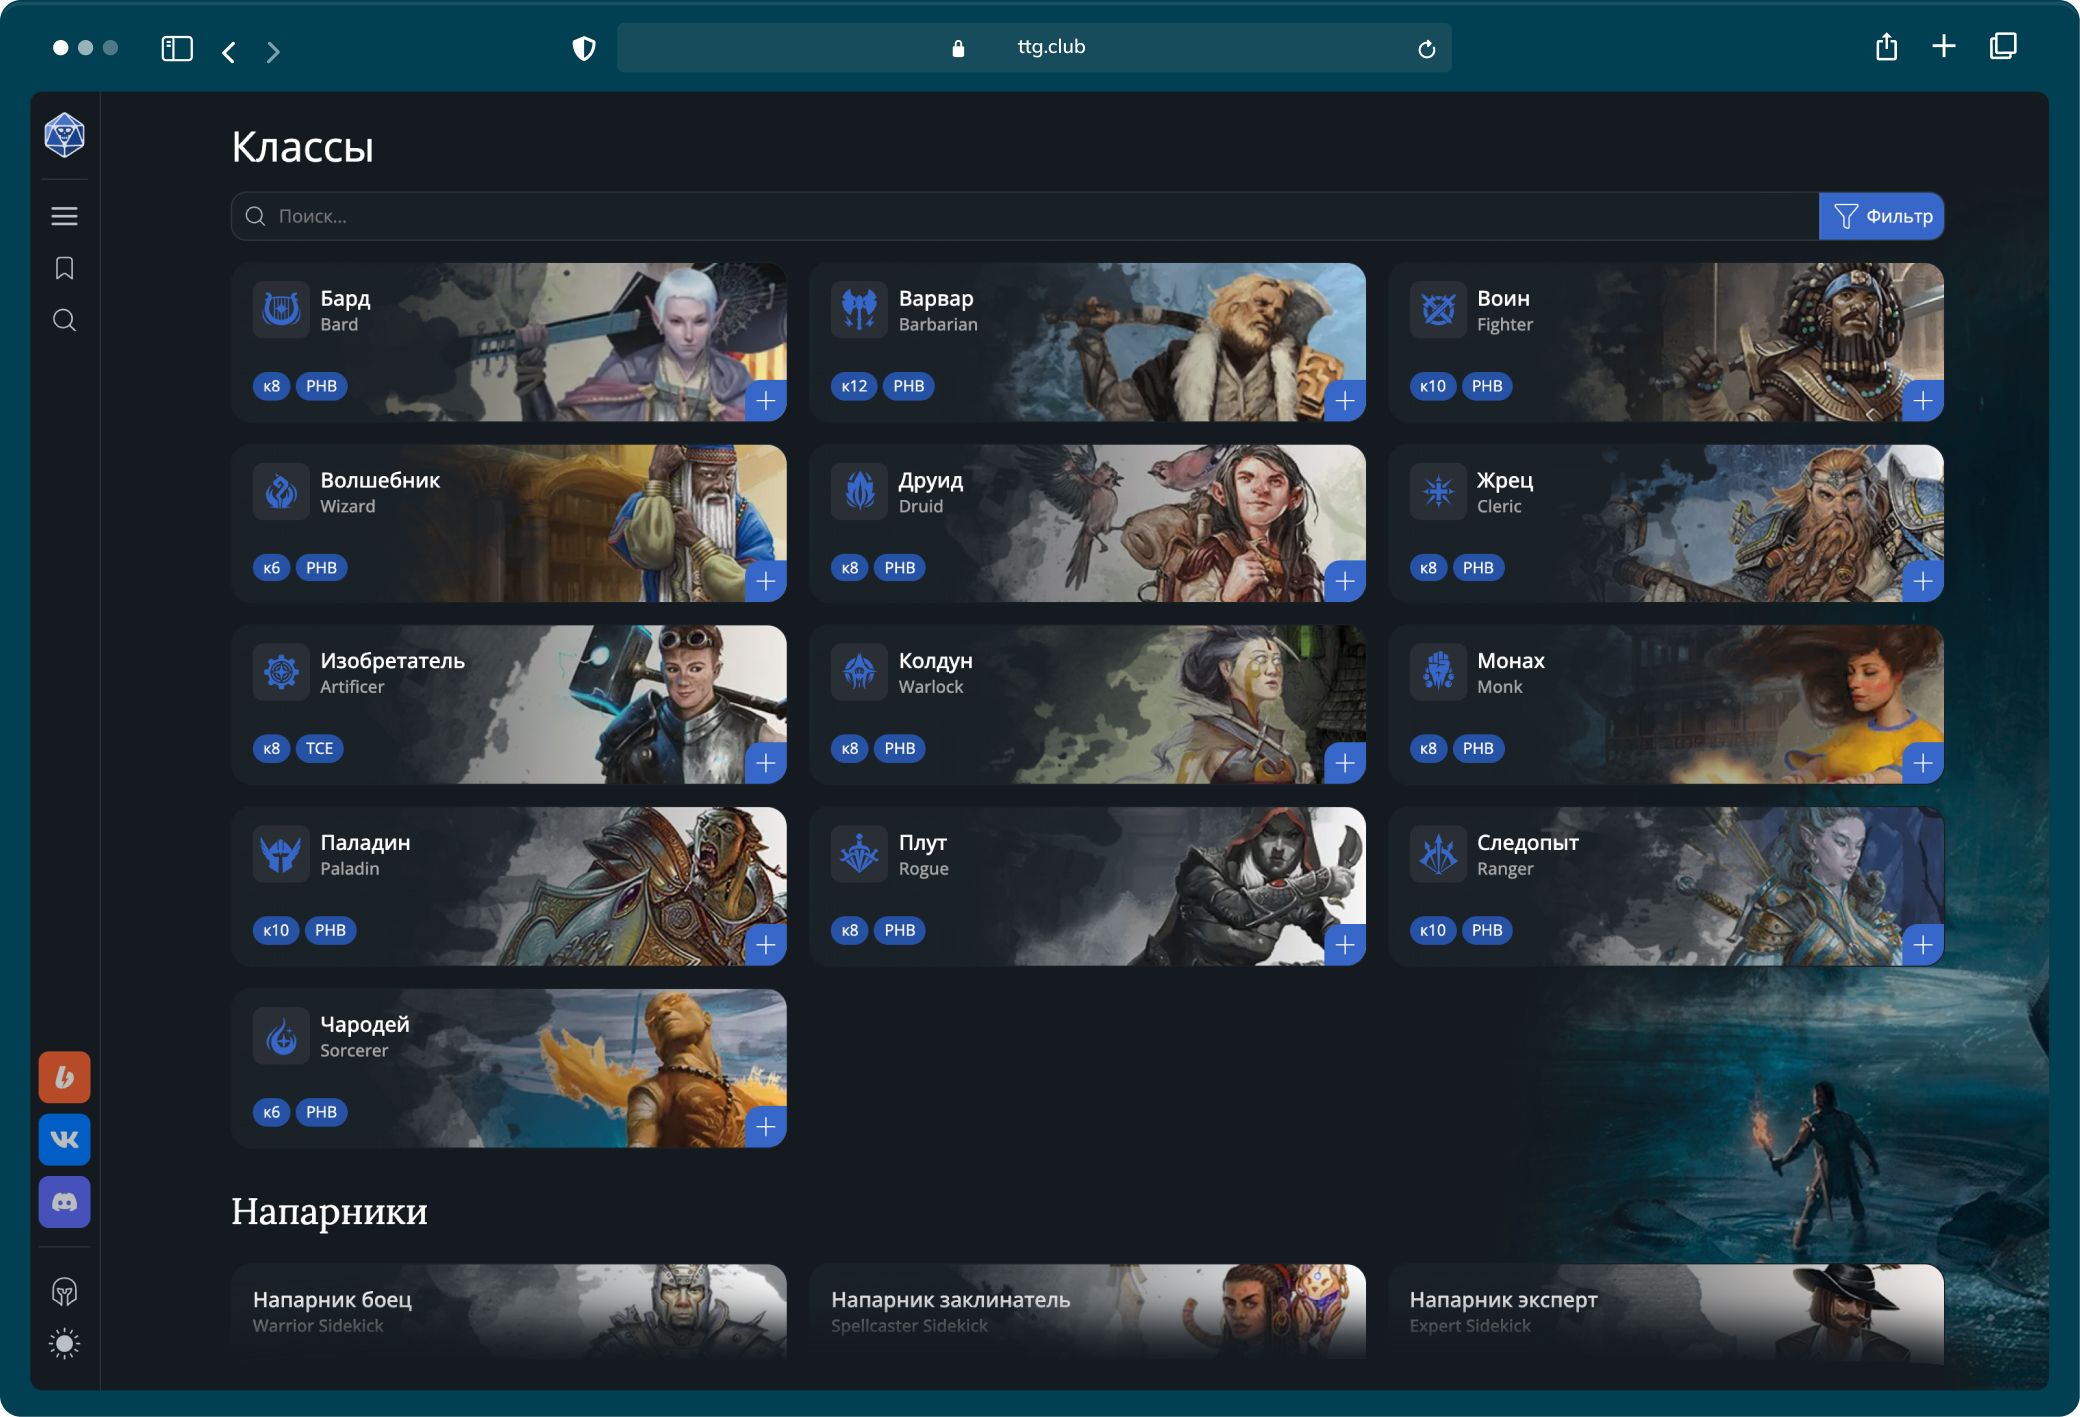 ttg.club
Классы
Поиск...
Фильтр
Бард
Bard
к8 PHB
Варвар
Barbarian
к12 PHB
Воин
Fighter
к10 PHB
Волшебник
Wizard
к6 PHB
Друид
Druid
к8 PHB
Жрец
Cleric
к8 PHB
Изобретатель
Artificer
к8 TCE
Колдун
Warlock
к8 PHB
Монах
Monk
к8 PHB
Паладин
Paladin
к10 PHB
Плут
Rogue
к8 PHB
Следопыт
Ranger
к10 PHB
Чародей
Sorcerer
к6 PHB
Напарники
Напарник боец
Warrior Sidekick
Напарник заклинатель
Spellcaster Sidekick
Напарник эксперт
Expert Sidekick